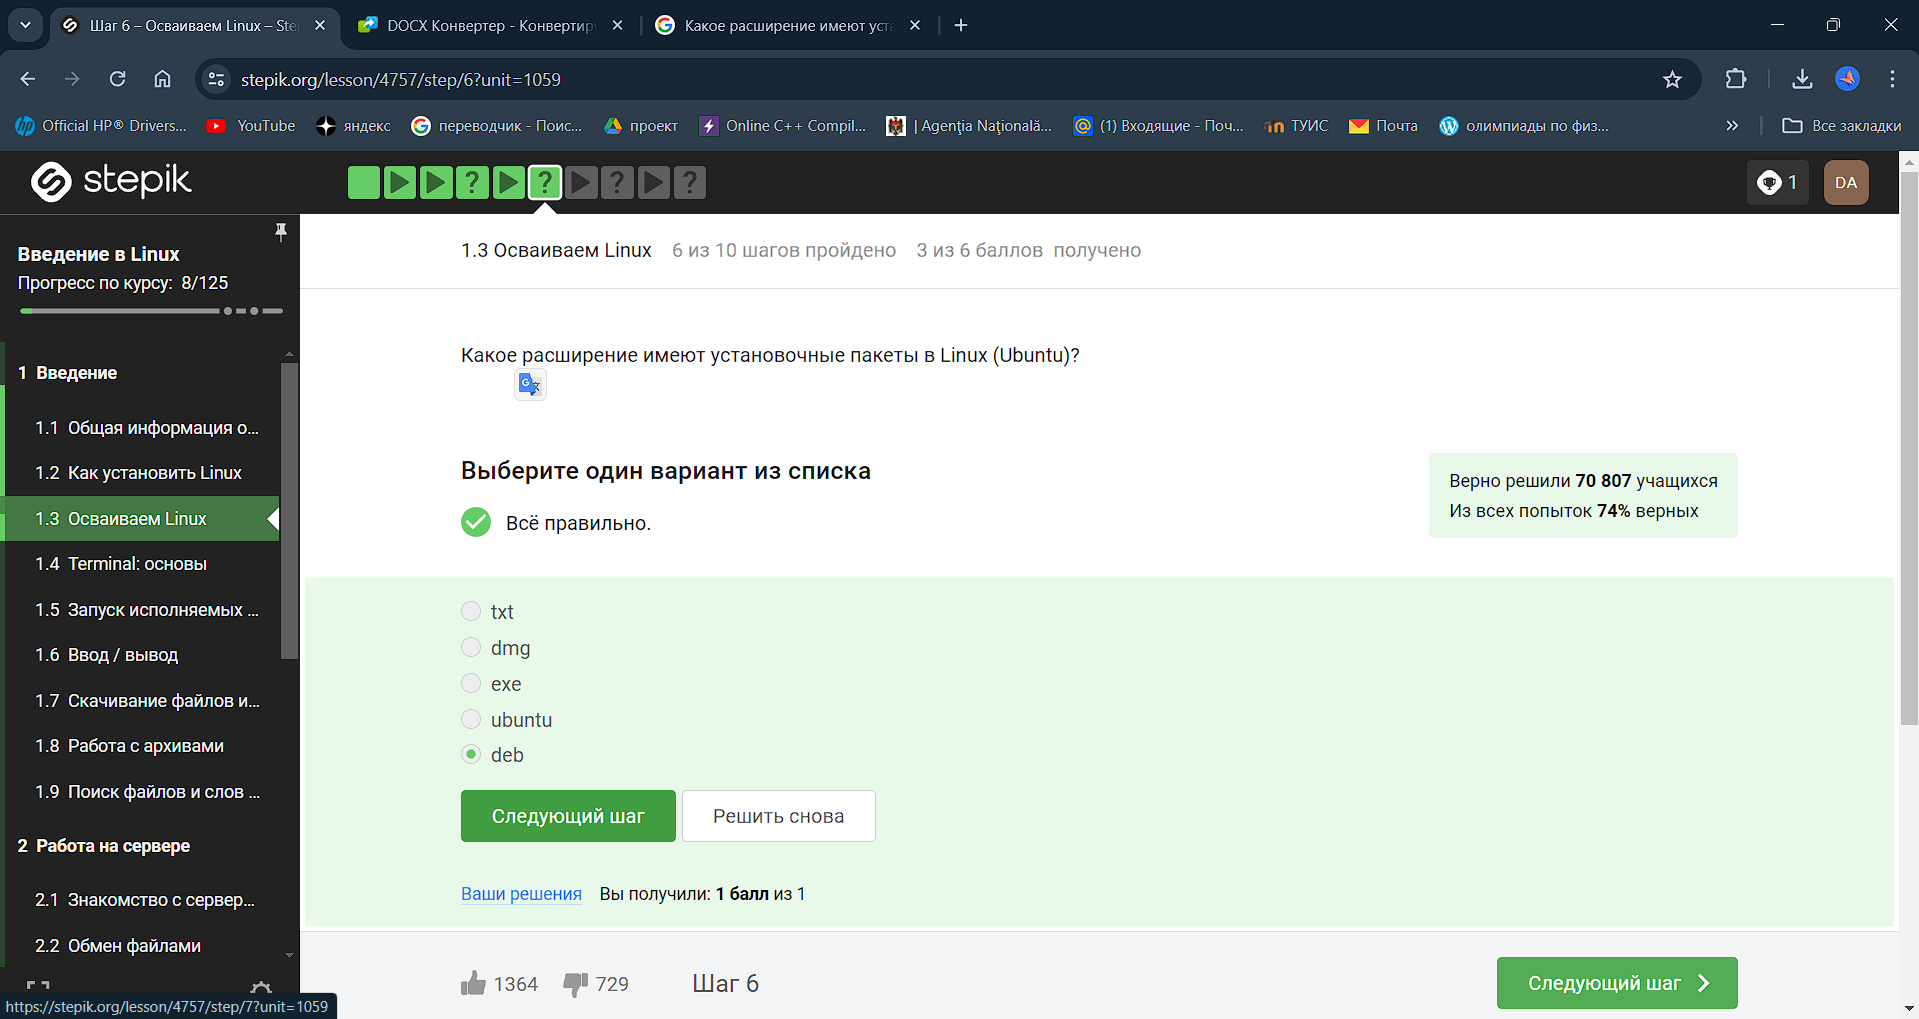 Шаг 6 – Осваиваем Linux – Ste
DOCX Конвертер - Конвертиру
Какое расширение имеют уста
stepik.org/lesson/4757/step/6?unit=1059
Official HP® Drivers...
YouTube
яндекс
переводчик - Поис...
проект
Online C++ Compil...
| Agenţia Naţională...
(1) Входящие - Поч...
ТУИС
Почта
олимпиады по физ...
Все закладки
stepik
1
DA
Введение в Linux
Прогресс по курсу: 8/125
1 Введение
1.1 Общая информация о...
1.2 Как установить Linux
1.3 Осваиваем Linux
1.4 Terminal: основы
1.5 Запуск исполняемых ...
1.6 Ввод / вывод
1.7 Скачивание файлов и...
1.8 Работа с архивами
1.9 Поиск файлов и слов ...
2 Работа на сервере
2.1 Знакомство с сервер...
2.2 Обмен файлами
https://stepik.org/lesson/4757/step/7?unit=1059
1.3 Осваиваем Linux 6 из 10 шагов пройдено 3 из 6 баллов получено
Какое расширение имеют установочные пакеты в Linux (Ubuntu)?
Выберите один вариант из списка
Всё правильно.
Верно решили 70 807 учащихся
Из всех попыток 74% верных
txt
dmg
exe
ubuntu
deb
Следующий шаг
Решить снова
Ваши решения Вы получили: 1 балл из 1
1364
729
Шаг 6
Следующий шаг